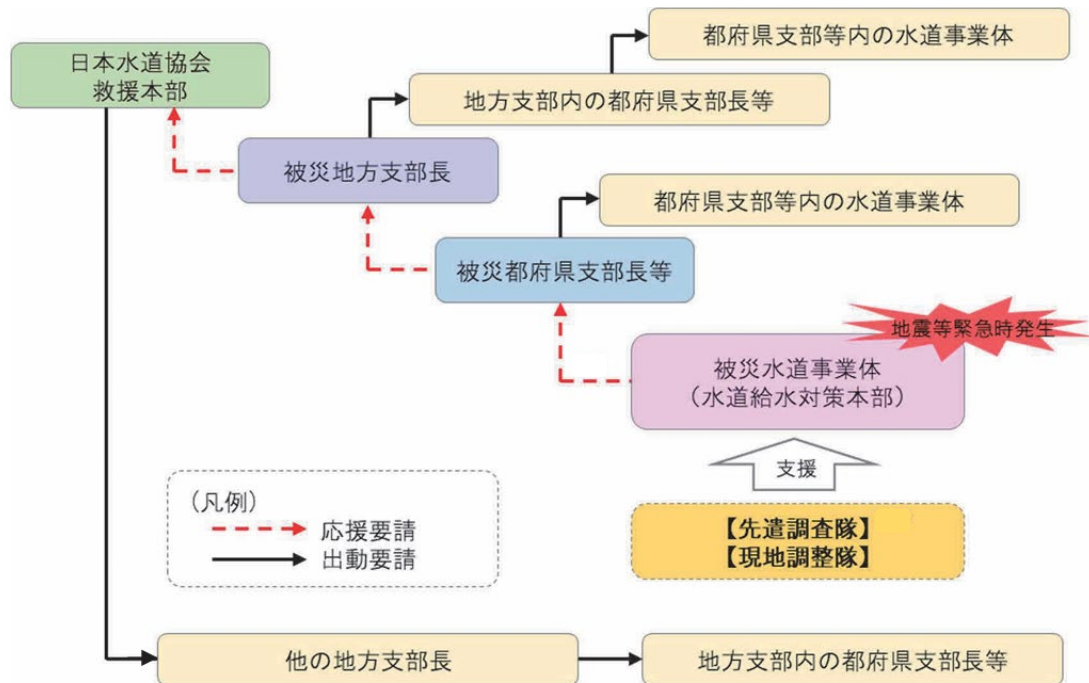 都府県支部等内の水道事業体
日本水道協会
救援本部
地方支部内の都府県支部長等
被災地方支部長
都府県支部等内の水道事業体
被災都府県支部長等
地震等緊急時発生
被災水道事業体
（水道給水対策本部）
支援
（凡例）
応援要請
出動要請
【先遣調査隊】
【現地調整隊】
他の地方支部長
地方支部内の都府県支部長等